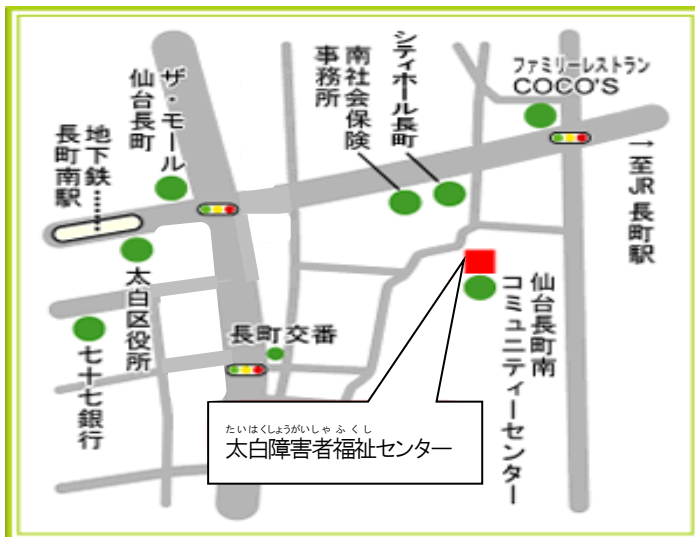 ザ・モール
仙台長町
地下鉄
長町南駅
南社会保険
事務所
シティホール長町
ファミリーレストラン
COCO'S
→至JR 長町駅
太白区役所
七十七銀行
長町交番
仙台長町南
コミュニティーセンター
たいはくしょうがいしゃふくし
太白障害者福祉センター